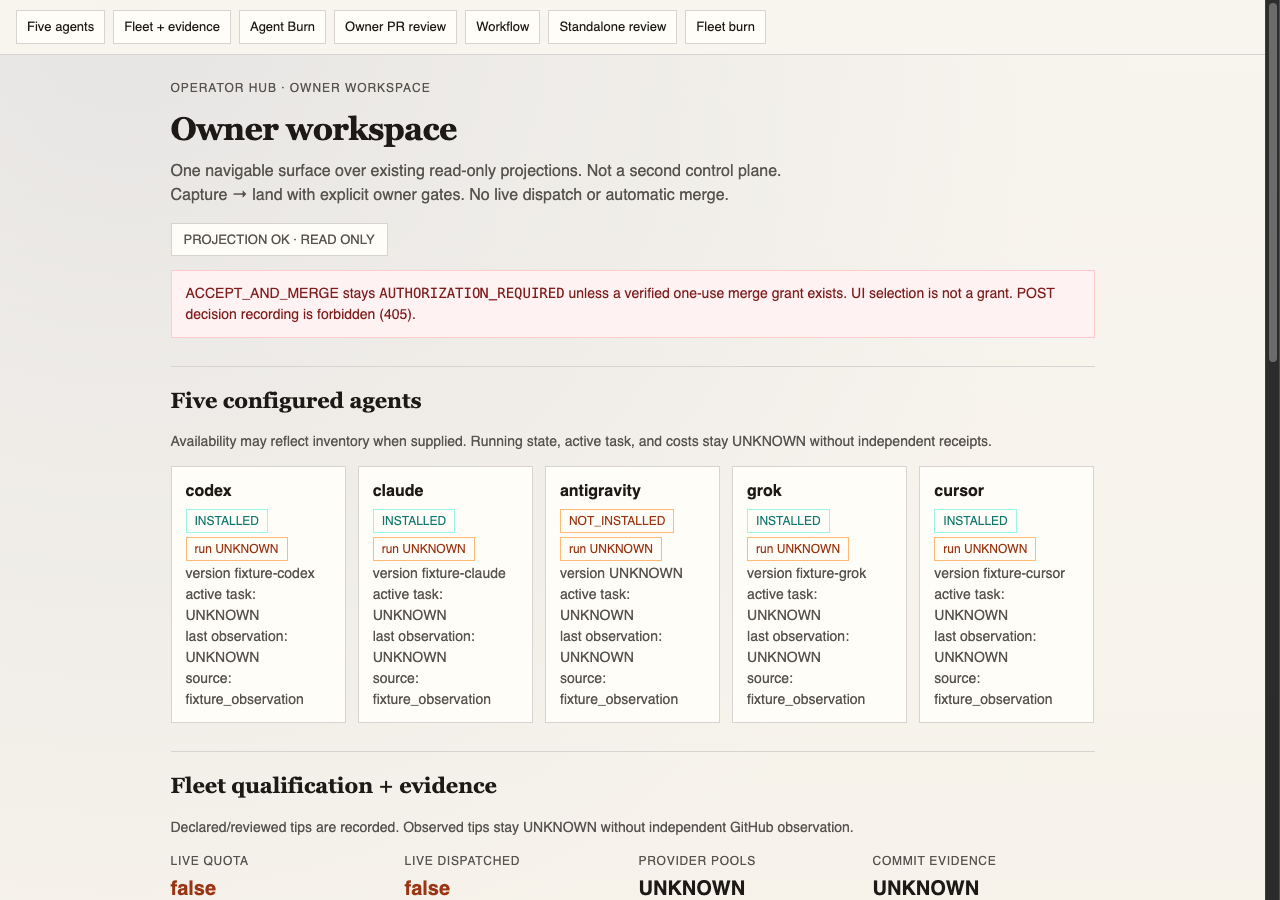 Five agents
Fleet + evidence
Agent Burn
Owner PR review
Workflow
Standalone review
Fleet burn
OPERATOR HUB · OWNER WORKSPACE
Owner workspace
One navigable surface over existing read-only projections. Not a second control plane.
Capture → land with explicit owner gates. No live dispatch or automatic merge.
PROJECTION OK · READ ONLY
ACCEPT_AND_MERGE stays AUTHORIZATION_REQUIRED unless a verified one-use merge grant exists. UI selection is not a grant. POST
decision recording is forbidden (405).
Five configured agents
Availability may reflect inventory when supplied. Running state, active task, and costs stay UNKNOWN without independent receipts.
codex
INSTALLED
run UNKNOWN
version fixture-codex
active task:
UNKNOWN
last observation:
UNKNOWN
source:
fixture_observation
claude
INSTALLED
run UNKNOWN
version fixture-claude
active task:
UNKNOWN
last observation:
UNKNOWN
source:
fixture_observation
antigravity
NOT_INSTALLED
run UNKNOWN
version UNKNOWN
active task:
UNKNOWN
last observation:
UNKNOWN
source:
fixture_observation
grok
INSTALLED
run UNKNOWN
version fixture-grok
active task:
UNKNOWN
last observation:
UNKNOWN
source:
fixture_observation
cursor
INSTALLED
run UNKNOWN
version fixture-cursor
active task:
UNKNOWN
last observation:
UNKNOWN
source:
fixture_observation
Fleet qualification + evidence
Declared/reviewed tips are recorded. Observed tips stay UNKNOWN without independent GitHub observation.
LIVE QUOTA
false
LIVE DISPATCHED
false
PROVIDER POOLS
UNKNOWN
COMMIT EVIDENCE
UNKNOWN